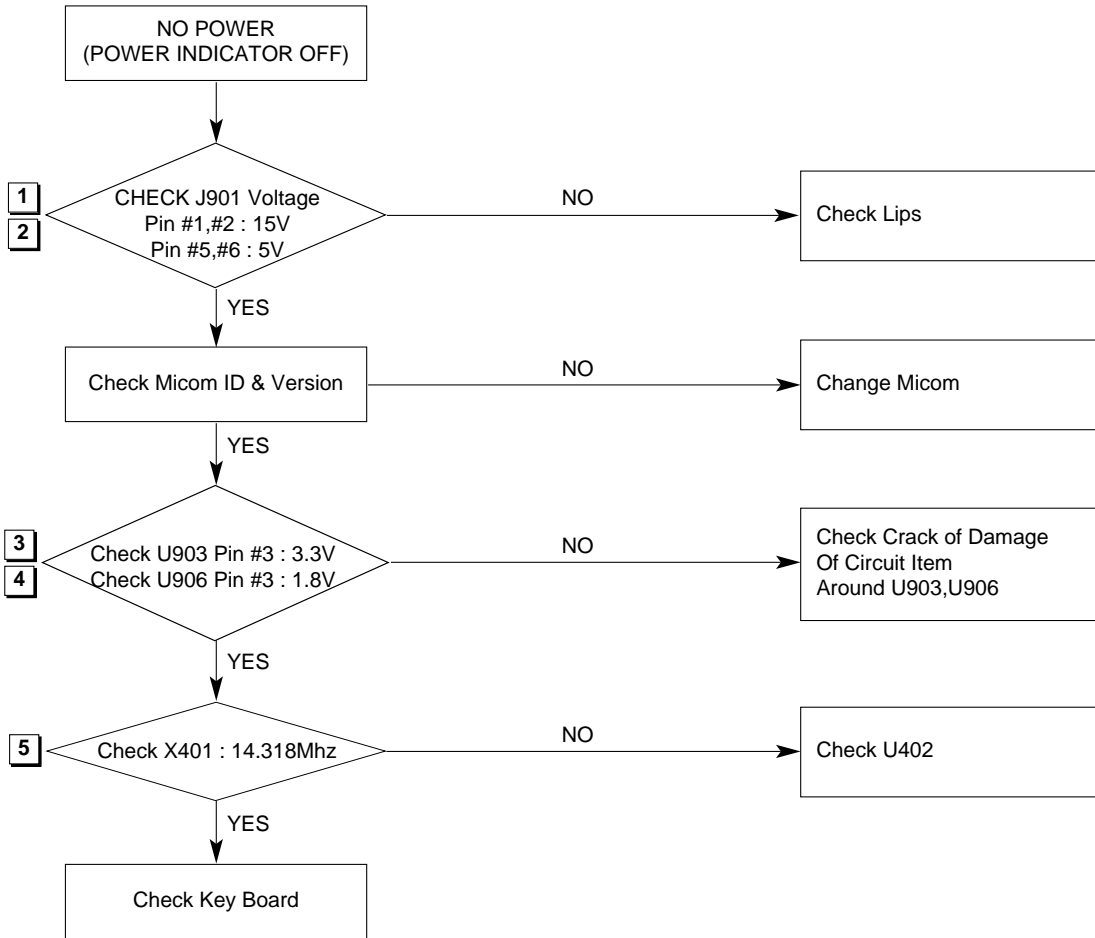 NO POWER
(POWER INDICATOR OFF)
1
2
CHECK J901 Voltage
Pin #1,#2 : 15V
Pin #5,#6 : 5V
NO
Check Lips
YES
Check Micom ID & Version
NO
Change Micom
YES
3
4
Check U903 Pin #3 : 3.3V
Check U906 Pin #3 : 1.8V
NO
Check Crack of Damage
Of Circuit Item
Around U903,U906
YES
5
Check X401 : 14.318Mhz
NO
Check U402
YES
Check Key Board